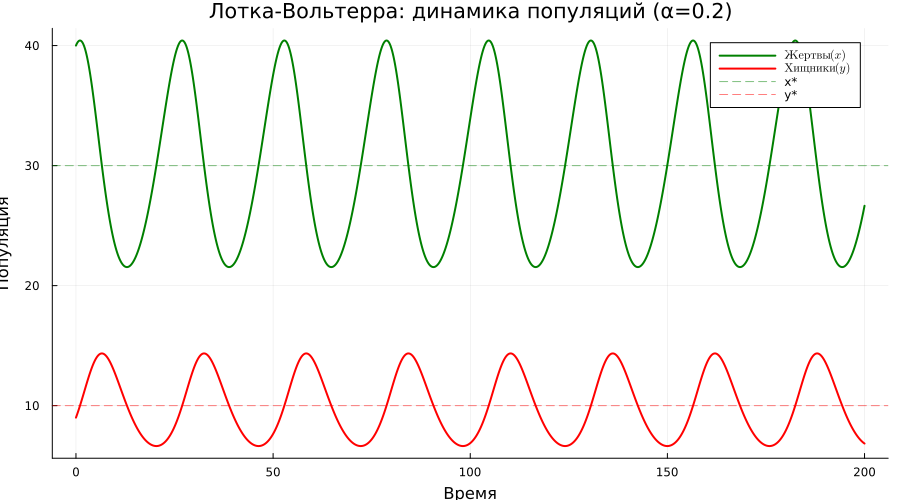 Лотка-Вольтерра: динамика популяций (α=0.2)
Жертвы(x)
Хищники(y)
x*
y*
Популяция
40
30
20
10
0
50
100
150
200
Время